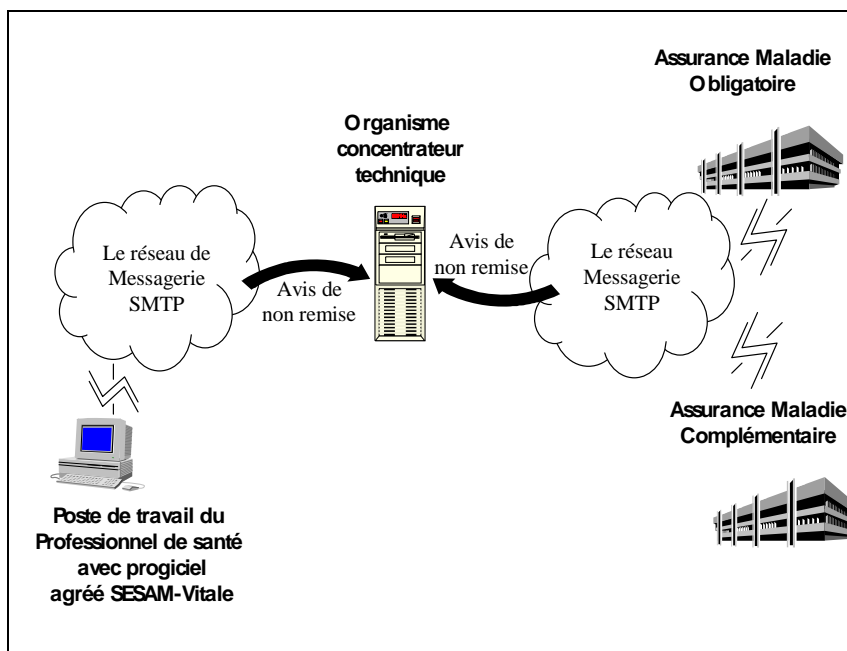 Assurance Maladie
Obligatoire
Organisme
concentrateur
technique
Le réseau de
Messagerie
SMTP
Avis de
non remise
Avis de
non remise
Le réseau
Messagerie
SMTP
Assurance Maladie
Complémentaire
Poste de travail du
Professionnel de santé
avec progiciel
agréé SESAM-Vitale